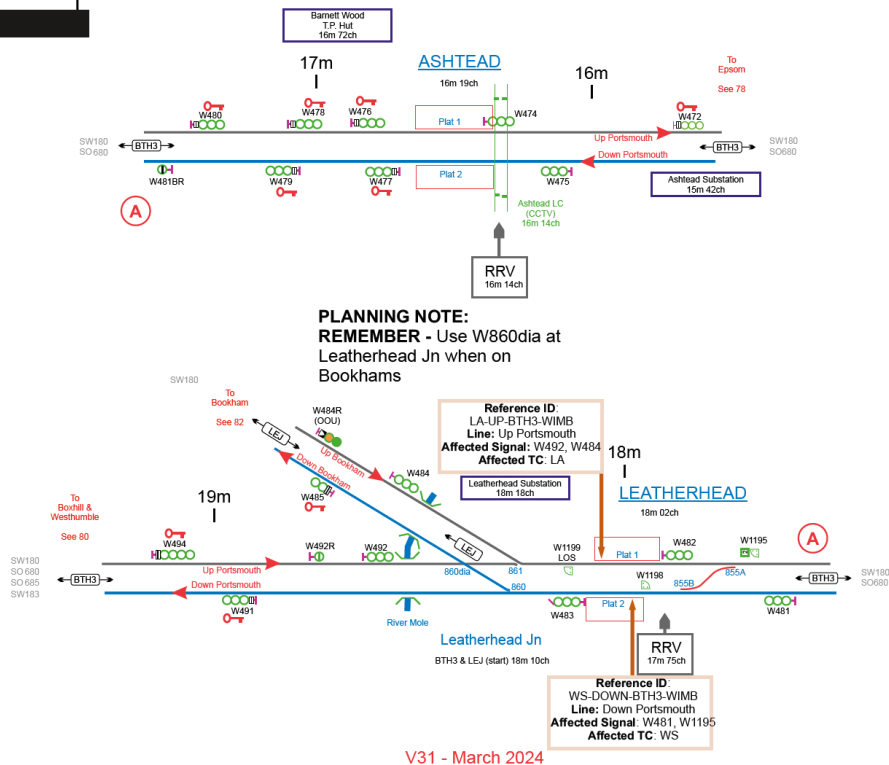 Barnett Wood
T.P. Hut
16m 72ch
17m
ASHTEAD
16m 19ch
16m
To
Epsom
See 78
W480
W478
W476
W474
W472
Plat 1
Up Portsmouth
SW180
SO680
BTH3
BTH3
SW180
SO680
Down Portsmouth
W481BR
W479
W477
Plat 2
W475
Ashtead Substation
15m 42ch
A
Ashtead LC
(CCTV)
16m 14ch
RRV
16m 14ch
PLANNING NOTE:
REMEMBER - Use W860dia at
Leatherhead Jn when on
Bookhams
SW180
To
Bookham
See 82
LEJ
W484R
(OOU)
Up Bookham
Down Bookham
W484
W485
Reference ID:
LA-UP-BTH3-WIMB
Line: Up Portsmouth
Affected Signal: W492, W484
Affected TC: LA
18m
Leatherhead Substation
18m 18ch
LEATHERHEAD
18m 02ch
19m
To
Boxhill &
Westhumble
See 80
W494
W492R
W492
LEJ
W1199
LOS
Plat 1
W482
W1195
A
SW180
SO680
SO685
SW183
BTH3
Up Portsmouth
Down Portsmouth
860dia
861
860
W1198
855B
855A
BTH3
SW180
SO680
W491
River Mole
W483
Plat 2
W481
Leatherhead Jn
BTH3 & LEJ (start) 18m 10ch
RRV
17m 75ch
Reference ID:
WS-DOWN-BTH3-WIMB
Line: Down Portsmouth
Affected Signal: W481, W1195
Affected TC: WS
V31 - March 2024